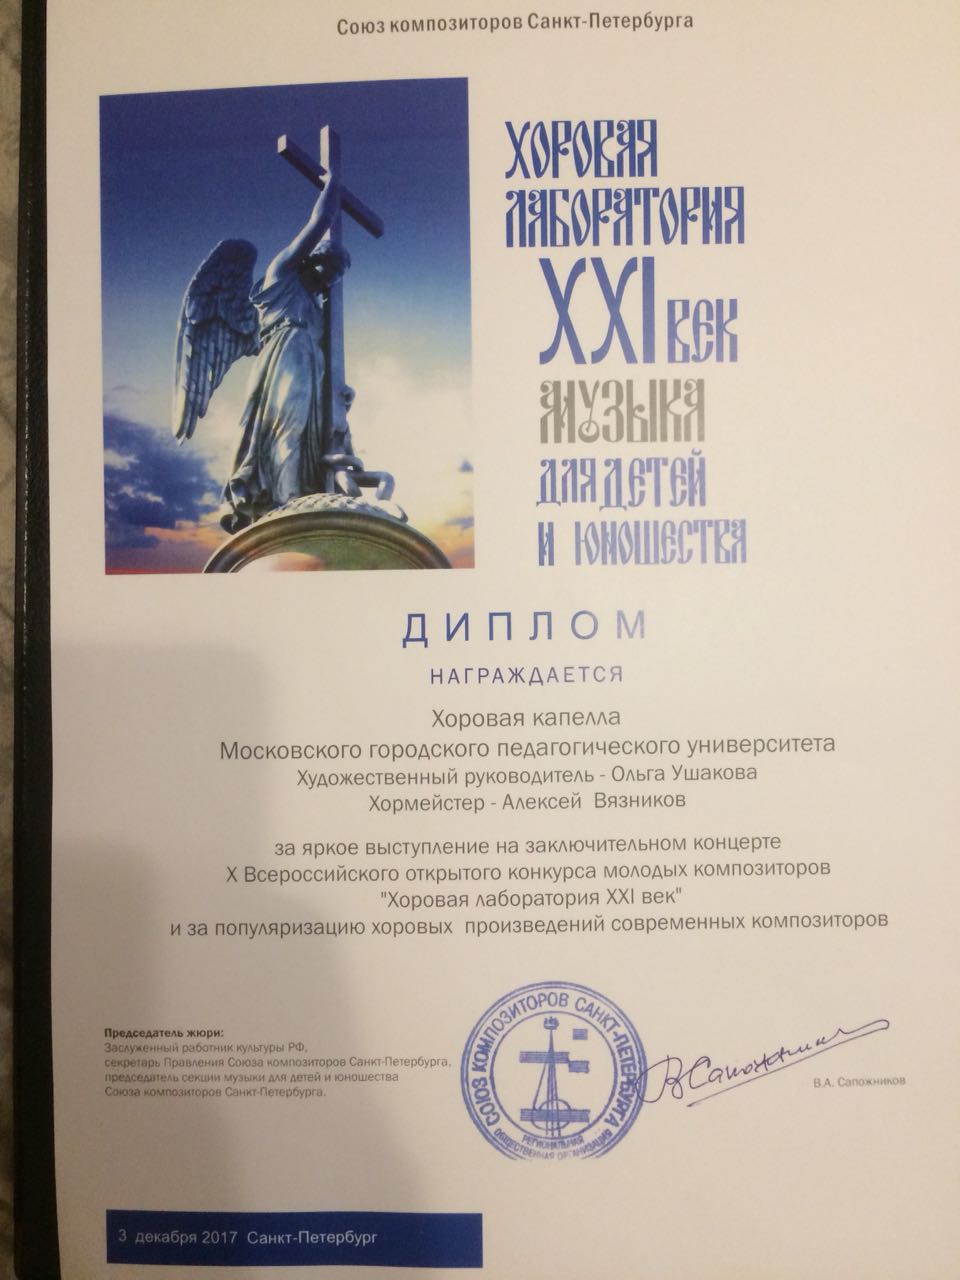 Союз композиторов Санкт-Петербурга
ХОРОВАЯ
ЛАБОРАТОРИЯ
XXI ВЕК
МУЗЫКА
ДЛЯ ДЕТЕЙ
И ЮНОШЕСТВА
ДИПЛОМ
НАГРАЖДАЕТСЯ
Хоровая капелла
Московского городского педагогического университета
Художественный руководитель - Ольга Ушакова
Хормейстер - Алексей Вязников
за яркое выступление на заключительном концерте
X Всероссийского открытого конкурса молодых композиторов
"Хоровая лаборатория XXI век"
и за популяризацию хоровых произведений современных композиторов
Председатель жюри:
Заслуженный работник культуры РФ,
секретарь Правления Союза композиторов Санкт-Петербурга,
председатель секции музыки для детей и юношества
Союза композиторов Санкт-Петербурга.
СОЮЗ КОМПОЗИТОРОВ САНКТ-ПЕТЕРБУРГА
РЕГИОНАЛЬНАЯ
ОБЩЕСТВЕННАЯ ОРГАНИЗАЦИЯ
ВСапожников
В.А. Сапожников
3 декабря 2017 Санкт-Петербург